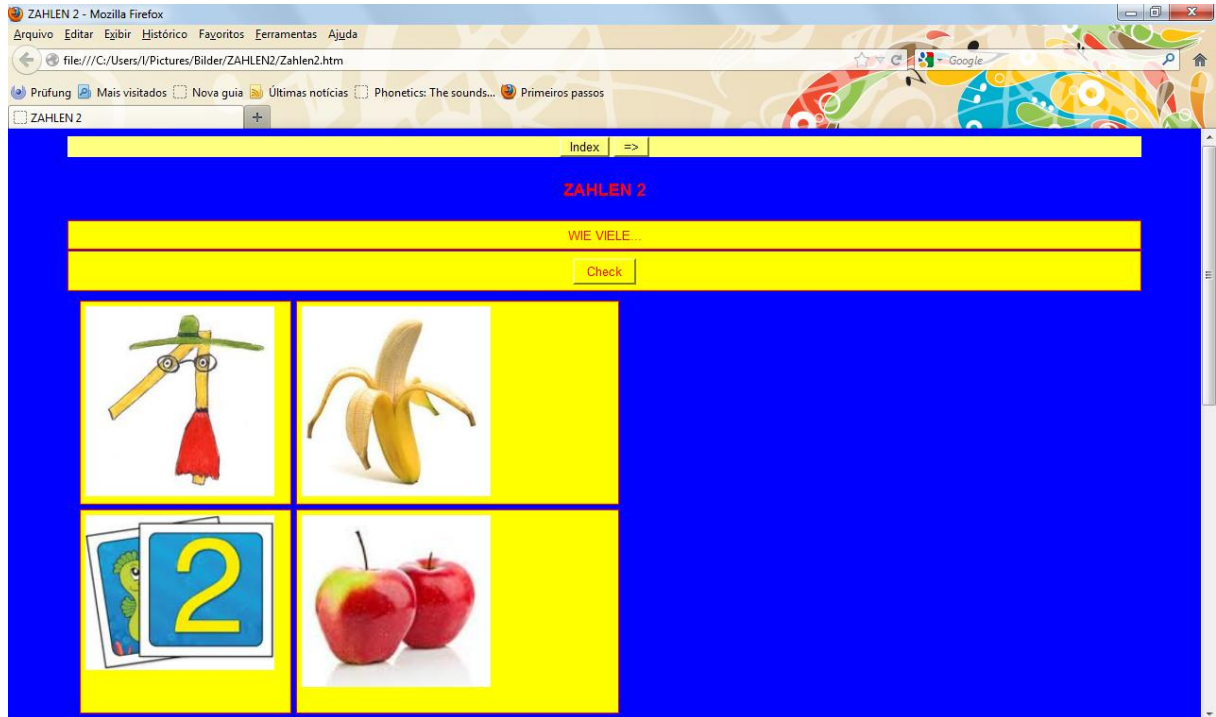 ZAHLEN 2 - Mozilla Firefox
Arquivo Editar Exibir Histórico Favoritos Ferramentas Ajuda
file:///C:/Users/I/Pictures/Bilder/ZAHLEN2/Zahlen2.htm
Google
Prüfung Mais visitados Nova guia Últimas notícias Phonetics: The sounds... Primeiros passos
ZAHLEN 2 +
Index =>
ZAHLEN 2
WIE VIELE...
Check
2